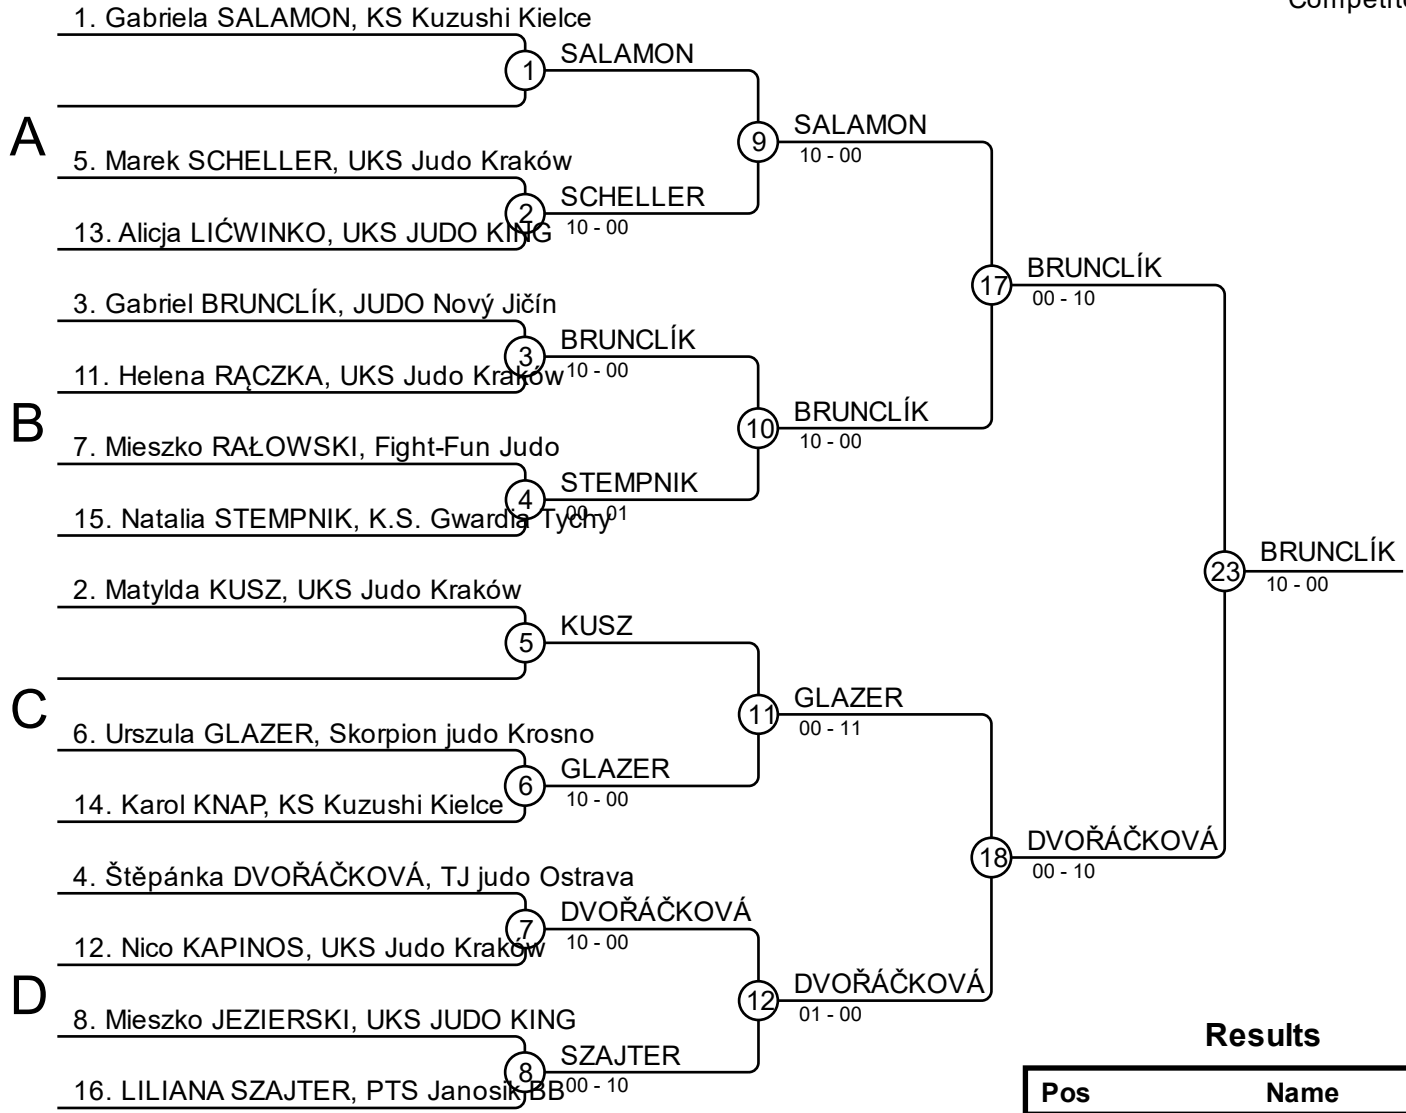 Competit
1. Gabriela SALAMON, KS Kuzushi Kielce
1
SALAMON
A
9
SALAMON
10 - 00
5. Marek SCHELLER, UKS Judo Kraków
2
SCHELLER
10 - 00
13. Alicja LIĆWINKO, UKS JUDO KING
17
BRUNCLÍK
00 - 10
3. Gabriel BRUNCLÍK, JUDO Nový Jičín
3
BRUNCLÍK
10 - 00
11. Helena RĄCZKA, UKS Judo Kraków
B
10
BRUNCLÍK
10 - 00
7. Mieszko RAŁOWSKI, Fight-Fun Judo
4
STEMPNIK
00 - 01
15. Natalia STEMPNIK, K.S. Gwardia Tychy
23
BRUNCLÍK
10 - 00
2. Matylda KUSZ, UKS Judo Kraków
5
KUSZ
C
11
GLAZER
00 - 11
6. Urszula GLAZER, Skorpion judo Krosno
6
GLAZER
10 - 00
14. Karol KNAP, KS Kuzushi Kielce
18
DVOŘÁČKOVÁ
00 - 10
4. Štěpánka DVOŘÁČKOVÁ, TJ judo Ostrava
7
DVOŘÁČKOVÁ
10 - 00
12. Nico KAPINOS, UKS Judo Kraków
D
12
DVOŘÁČKOVÁ
01 - 00
8. Mieszko JEZIERSKI, UKS JUDO KING
8
SZAJTER
00 - 10
16. LILIANA SZAJTER, PTS Janosik BB
Results
Pos Name